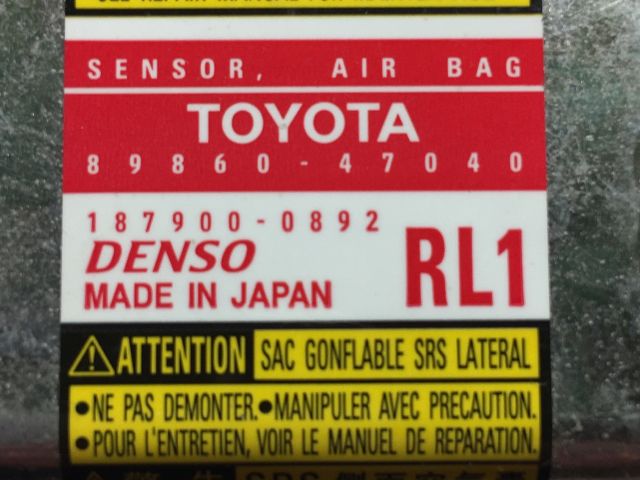 SENSOR, AIR BAG
TOYOTA
89860-47040
187900-0892
DENSO
RL1
MADE IN JAPAN
ATTENTION SAC GONFLABLE SRS LATERAL
•NE PAS DEMONTER.•MANIPULER AVEC PRECAUTION.
•POUR L'ENTRETIEN, VOIR LE MANUEL DE REPARATION.